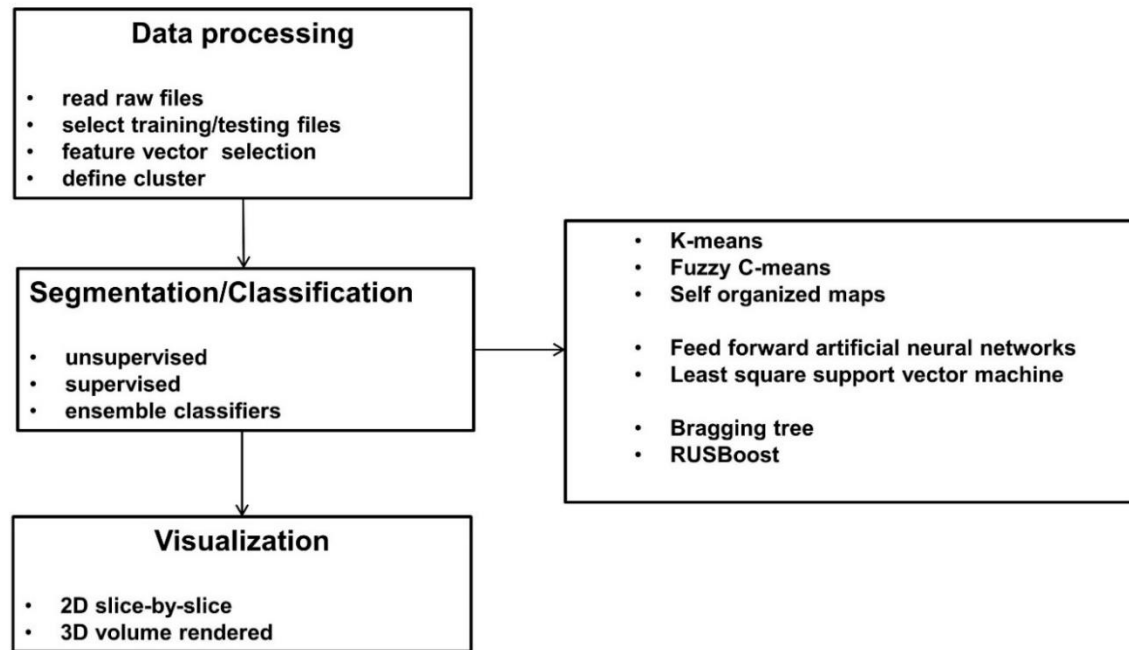 Data processing
• read raw files
• select training/testing files
• feature vector selection
• define cluster
Segmentation/Classification
• unsupervised
• supervised
• ensemble classifiers
• K-means
• Fuzzy C-means
• Self organized maps
• Feed forward artificial neural networks
• Least square support vector machine
• Bragging tree
• RUSBoost
Visualization
• 2D slice-by-slice
• 3D volume rendered